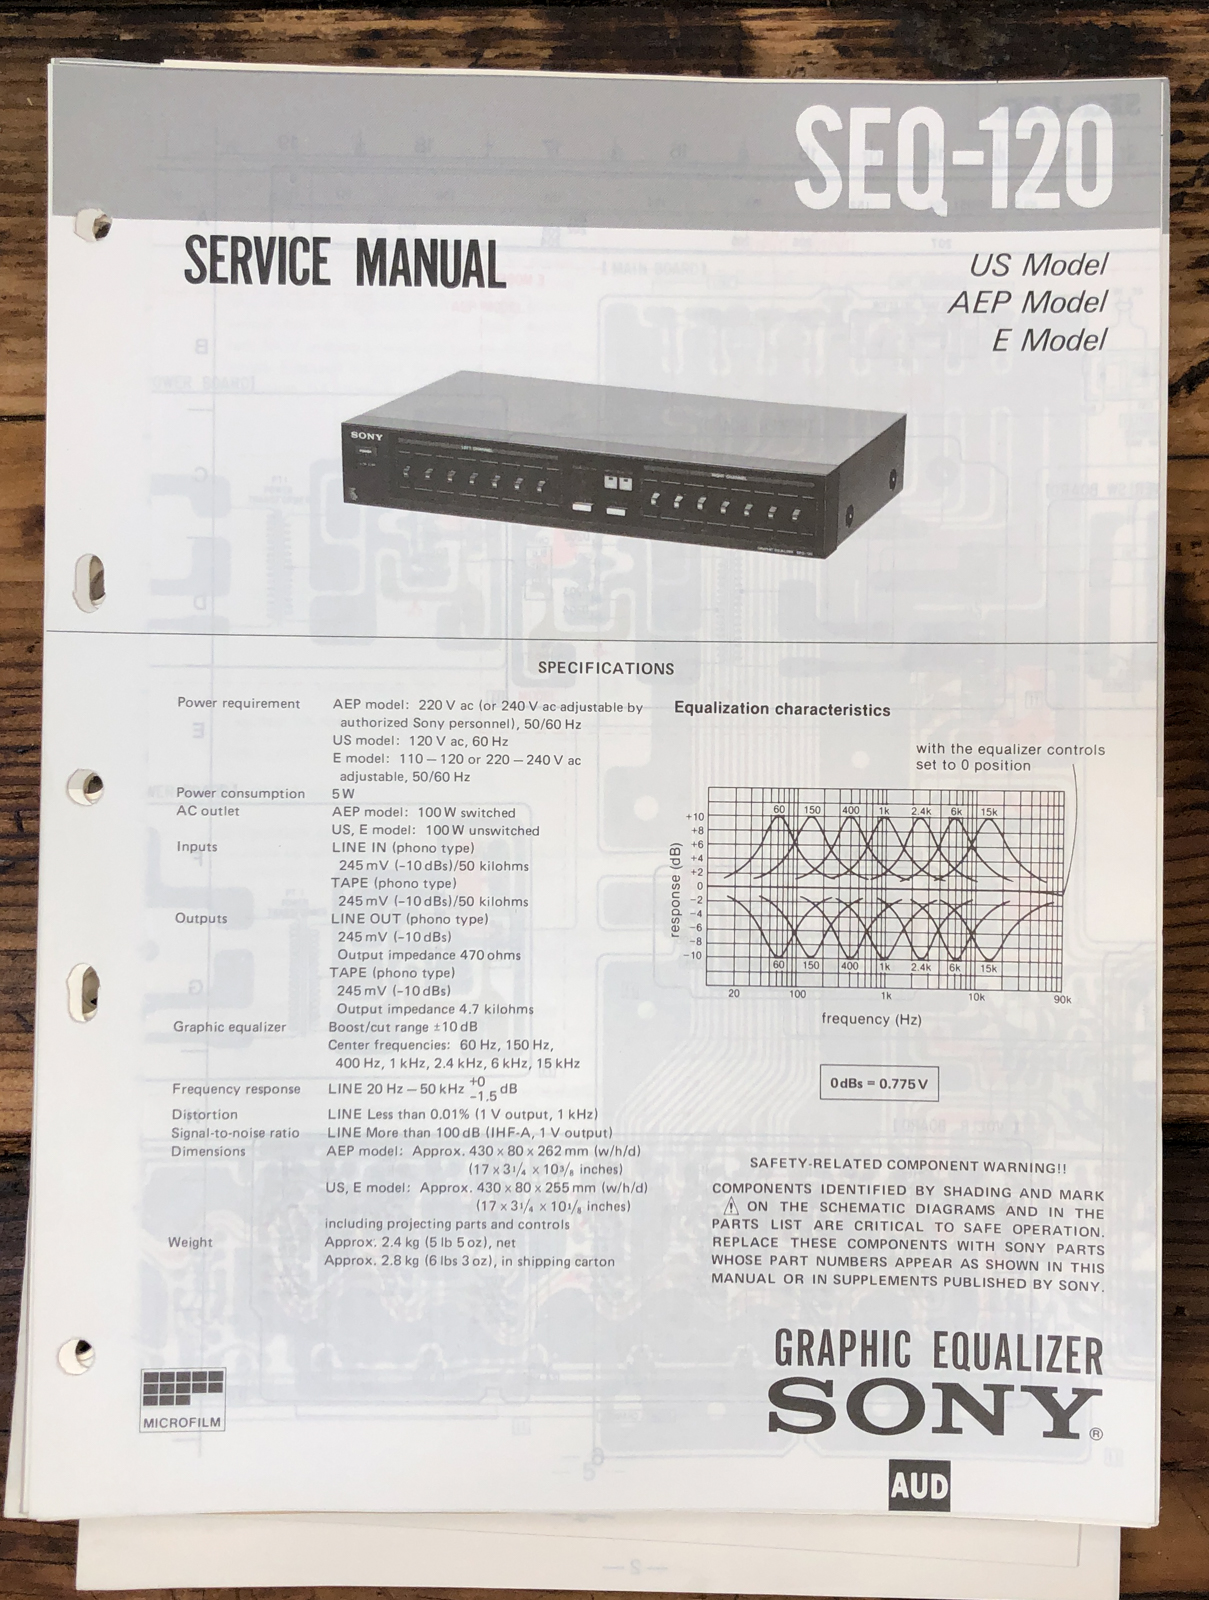 SEQ-120
SERVICE MANUAL
US Model
AEP Model
E Model
SONY
SPECIFICATIONS
Power requirement AEP model: 220 V ac (or 240 V ac adjustable by
authorized Sony personnel), 50/60 Hz
US model: 120 V ac, 60 Hz
E model: 110 – 120 or 220 – 240 V ac
adjustable, 50/60 Hz
Power consumption 5 W
AC outlet AEP model: 100 W switched
US, E model: 100 W unswitched
Inputs LINE IN (phono type)
245 mV (–10 dBs)/50 kilohms
TAPE (phono type)
245 mV (–10 dBs)/50 kilohms
Outputs LINE OUT (phono type)
245 mV (–10 dBs)
Output impedance 470 ohms
TAPE (phono type)
245 mV (–10 dBs)
Output impedance 4.7 kilohms
Graphic equalizer Boost/cut range ±10 dB
Center frequencies: 60 Hz, 150 Hz,
400 Hz, 1 kHz, 2.4 kHz, 6 kHz, 15 kHz
Frequency response LINE 20 Hz – 50 kHz +0 –1.5 dB
Distortion LINE Less than 0.01% (1 V output, 1 kHz)
Signal-to-noise ratio LINE More than 100 dB (IHF-A, 1 V output)
Dimensions AEP model: Approx. 430 × 80 × 262 mm (w/h/d)
(17 × 3 1/4 × 10 3/8 inches)
US, E model: Approx. 430 × 80 × 255 mm (w/h/d)
(17 × 3 1/4 × 10 1/8 inches)
including projecting parts and controls
Weight Approx. 2.4 kg (5 lb 5 oz), net
Approx. 2.8 kg (6 lbs 3 oz), in shipping carton
Equalization characteristics
with the equalizer controls
set to 0 position
60 150 400 1k 2.4k 6k 15k
+10
+8
+6
+4
+2
0
–2
–4
–6
–8
–10
response (dB)
60 150 400 1k 2.4k 6k 15k
20 100 1k 10k 90k
frequency (Hz)
0 dBs = 0.775 V
SAFETY-RELATED COMPONENT WARNING!!
COMPONENTS IDENTIFIED BY SHADING AND MARK
⚠ ON THE SCHEMATIC DIAGRAMS AND IN THE
PARTS LIST ARE CRITICAL TO SAFE OPERATION.
REPLACE THESE COMPONENTS WITH SONY PARTS
WHOSE PART NUMBERS APPEAR AS SHOWN IN THIS
MANUAL OR IN SUPPLEMENTS PUBLISHED BY SONY.
MICROFILM
GRAPHIC EQUALIZER
SONY®
AUD